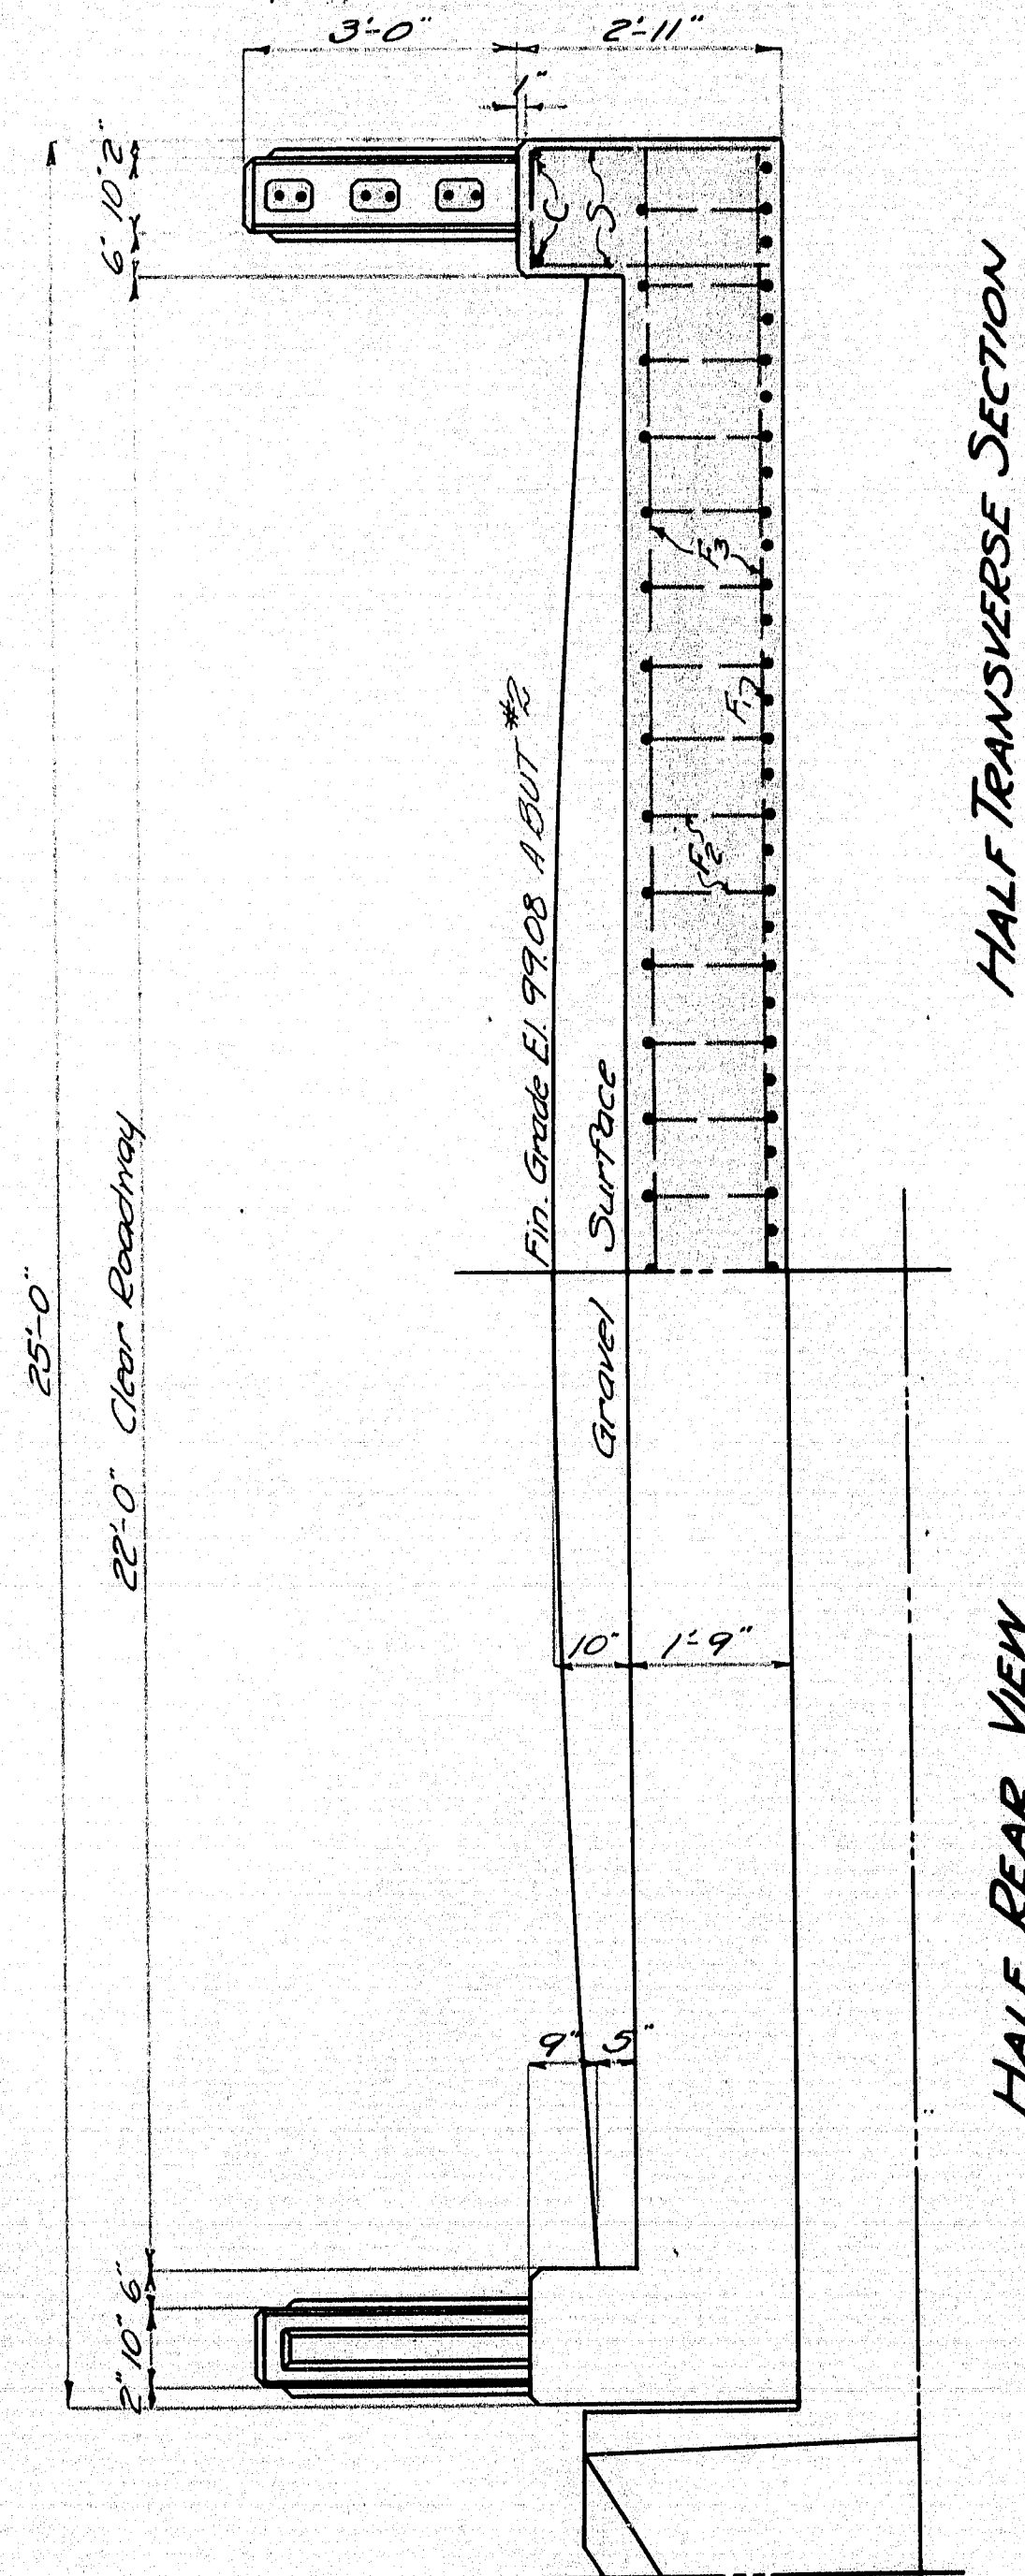 3'-0"
2'-11"
1"
6" 10" 2"
25'-0"
22'-0" Clear Roadway
C
S
Fin. Grade El. 99.08 ABUT #2
Gravel Surface
F3
F1
F2
10"
1'-9"
9"
5"
2" 10" 6"
HALF REAR VIEW
HALF TRANSVERSE SECTION